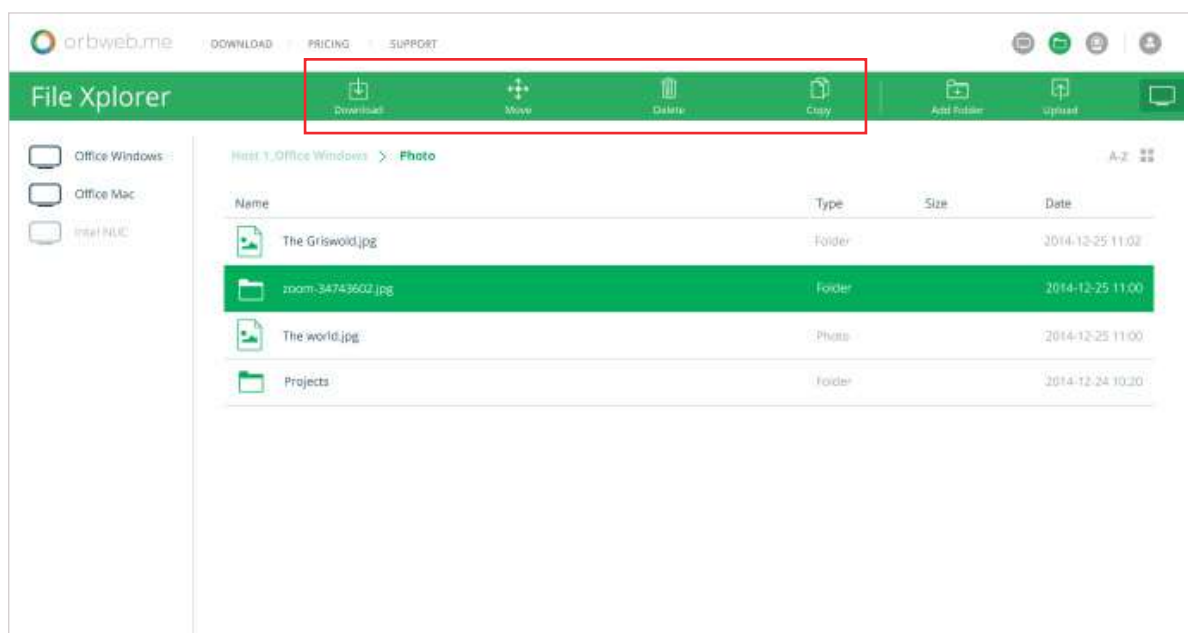 orbweb.me DOWNLOAD PRICING SUPPORT
File Xplorer Download Move Delete Copy Add Folder Upload
Office Windows
Office Mac
Intel NUC
Host 1_Office Windows > Photo A-Z
Name Type Size Date
The Griswold.jpg Folder 2014-12-25 11:02
zoom-34743602.jpg Folder 2014-12-25 11:00
The world.jpg Photo 2014-12-25 11:00
Projects Folder 2014-12-24 10:20